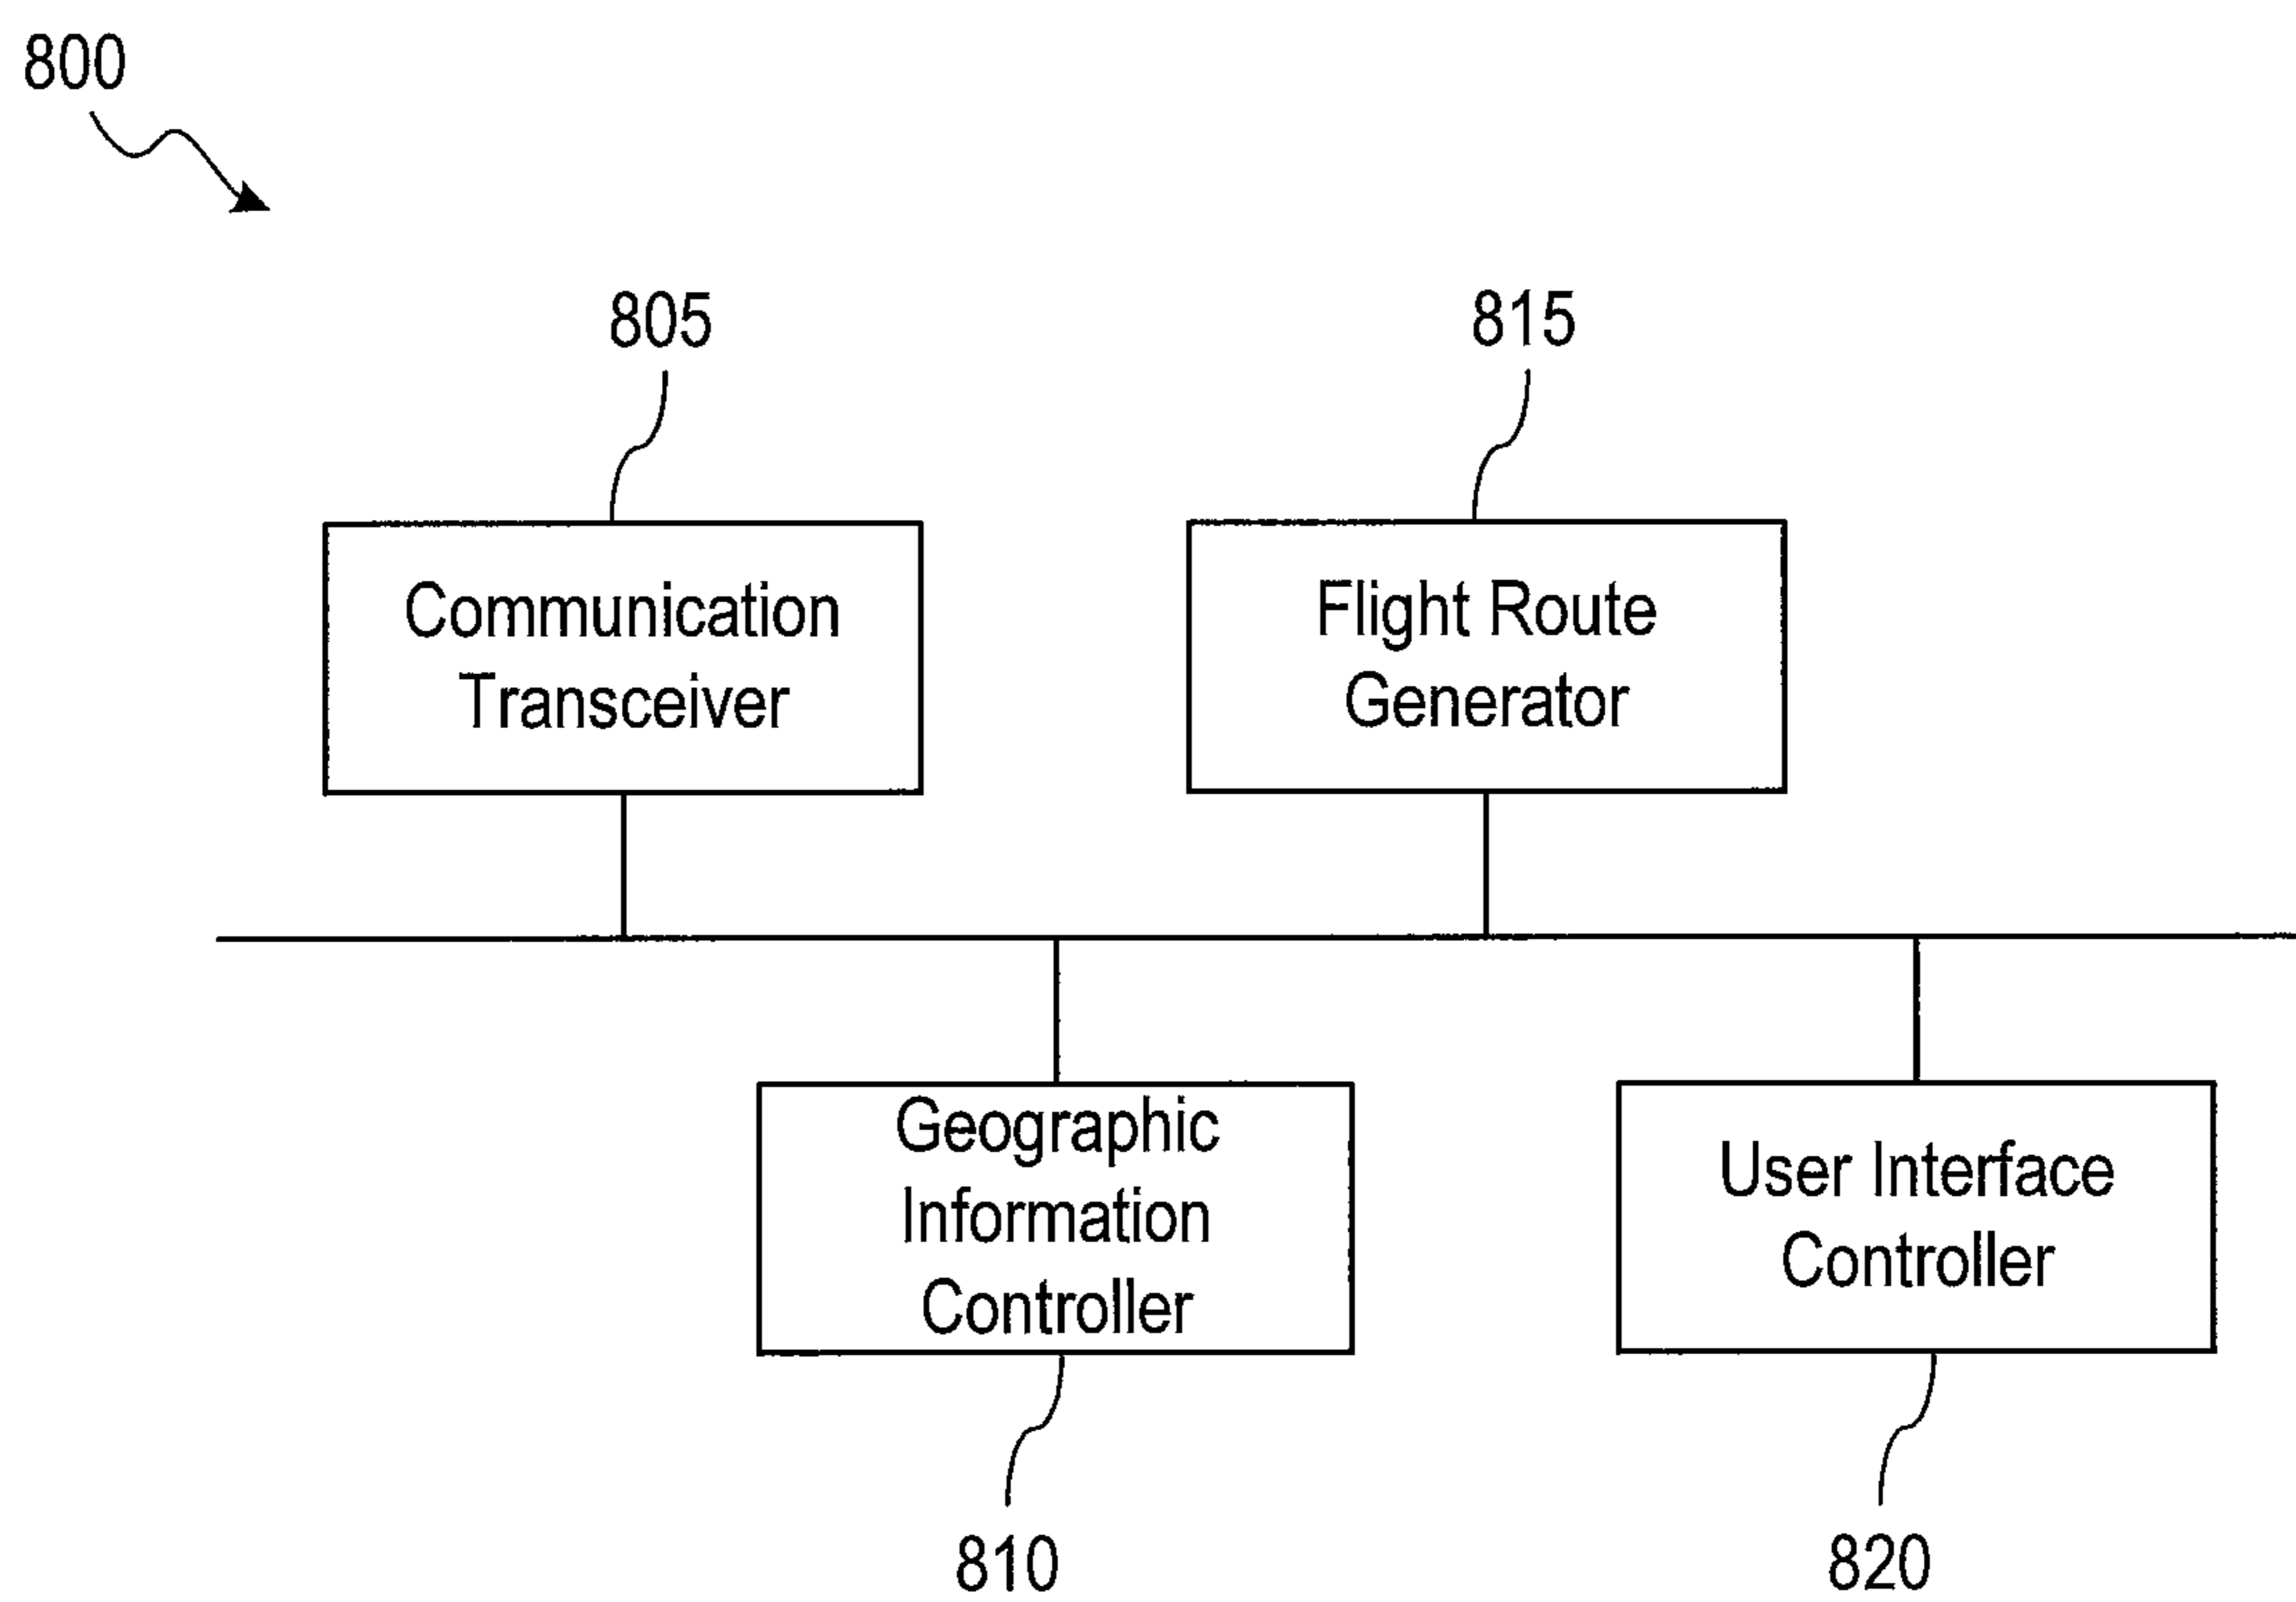 800
805
815
Communication
Transceiver
Flight Route
Generator
Geographic
Information
Controller
User Interface
Controller
810
820